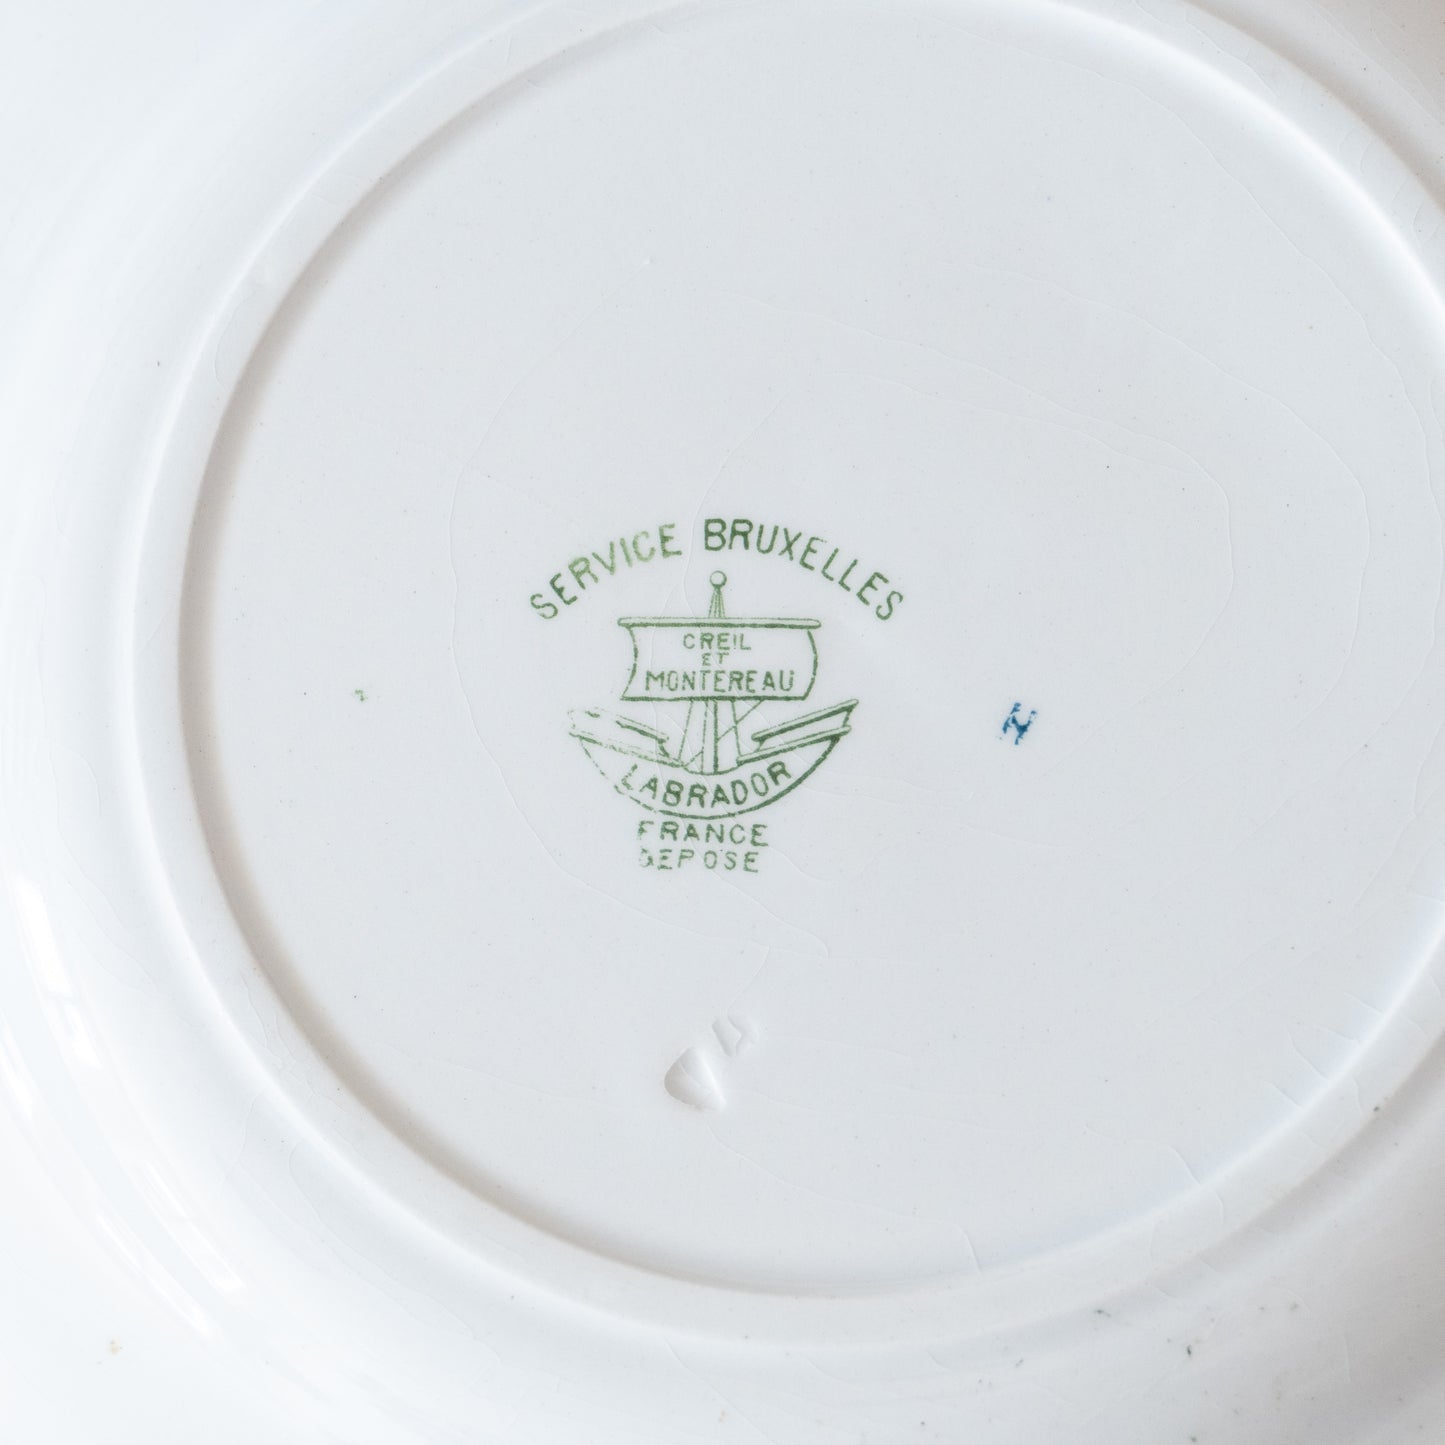 SERVICE BRUXELLES
CREIL
ET
MONTEREAU
LABRADOR
FRANCE
DEPOSE
H